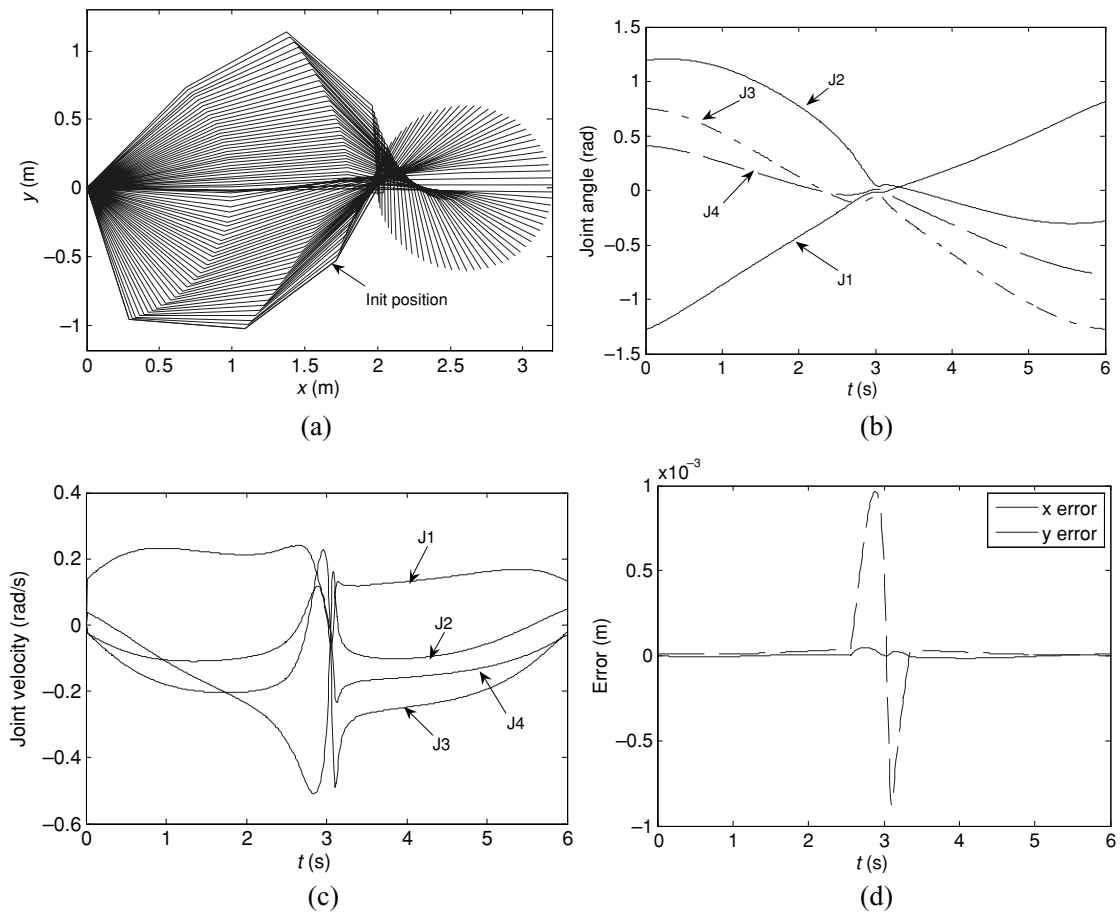 1
0.5
0
−0.5
−1
y (m)
0
0.5
1
1.5
2
2.5
3
x (m)
Init position
(a)
1.5
1
0.5
0
−0.5
−1
−1.5
Joint angle (rad)
0
1
2
3
4
5
6
t (s)
J2
J3
J4
J1
(b)
0.4
0.2
0
−0.2
−0.4
−0.6
Joint velocity (rad/s)
0
1
2
3
4
5
6
t (s)
J1
J2
J4
J3
(c)
x10⁻³
1
0.5
0
−0.5
−1
Error (m)
0
1
2
3
4
5
6
t (s)
x error
y error
(d)